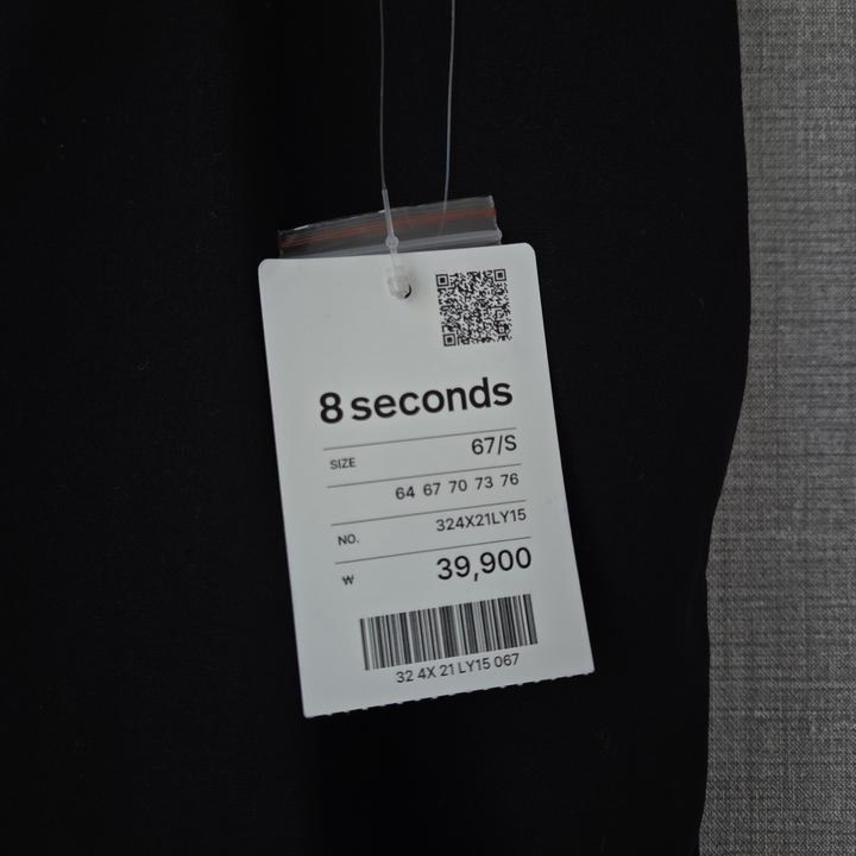 8 seconds
SIZE 67/S
64 67 70 73 76
NO. 324X21LY15
₩ 39,900
32 4X 21 LY15 067